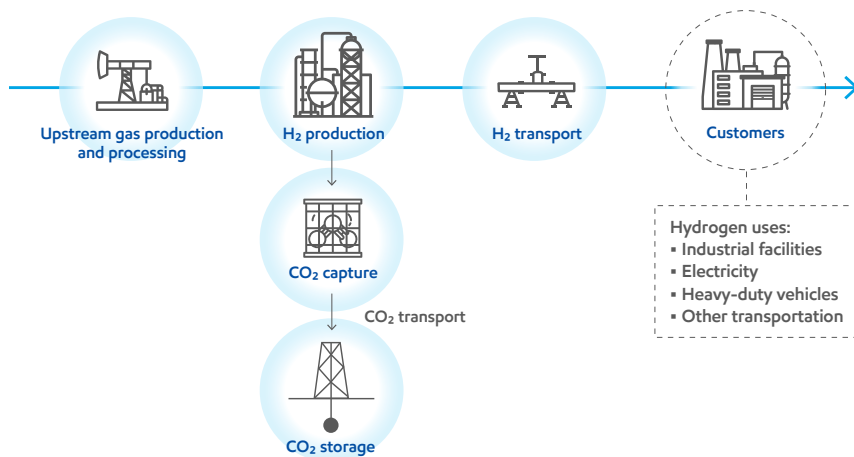 Upstream gas production
and processing
H₂ production
H₂ transport
Customers
CO₂ capture
CO₂ transport
CO₂ storage
Hydrogen uses:
▪ Industrial facilities
▪ Electricity
▪ Heavy-duty vehicles
▪ Other transportation